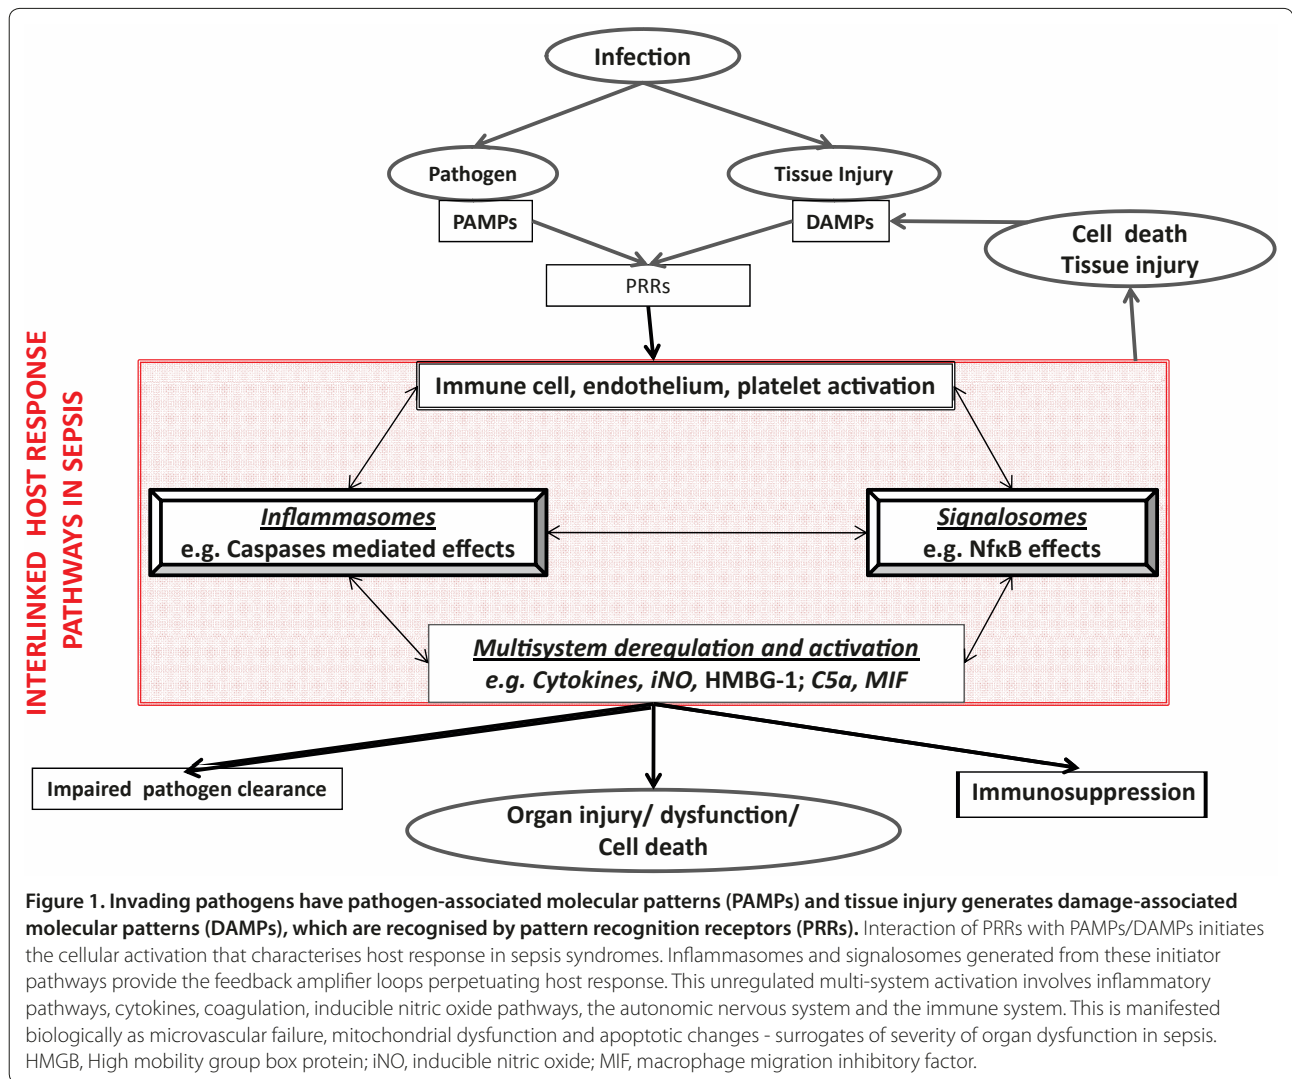 Infection
Pathogen
Tissue Injury
PAMPs
DAMPs
Cell death
Tissue injury
PRRs
INTERLINKED HOST RESPONSE
PATHWAYS IN SEPSIS
Immune cell, endothelium, platelet activation
Inflammasomes
e.g. Caspases mediated effects
Signalosomes
e.g. NfκB effects
Multisystem deregulation and activation
e.g. Cytokines, iNO, HMBG-1; C5a, MIF
Impaired pathogen clearance
Organ injury/ dysfunction/
Cell death
Immunosuppression
Figure 1. Invading pathogens have pathogen-associated molecular patterns (PAMPs) and tissue injury generates damage-associated
molecular patterns (DAMPs), which are recognised by pattern recognition receptors (PRRs). Interaction of PRRs with PAMPs/DAMPs initiates
the cellular activation that characterises host response in sepsis syndromes. Inflammasomes and signalosomes generated from these initiator
pathways provide the feedback amplifier loops perpetuating host response. This unregulated multi-system activation involves inflammatory
pathways, cytokines, coagulation, inducible nitric oxide pathways, the autonomic nervous system and the immune system. This is manifested
biologically as microvascular failure, mitochondrial dysfunction and apoptotic changes - surrogates of severity of organ dysfunction in sepsis.
HMGB, High mobility group box protein; iNO, inducible nitric oxide; MIF, macrophage migration inhibitory factor.